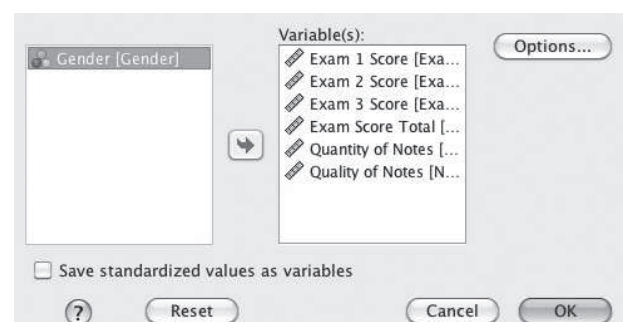 Variable(s):
Gender [Gender]
Exam 1 Score [Exa...
Exam 2 Score [Exa...
Exam 3 Score [Exa...
Exam Score Total [...
Quantity of Notes [...
Quality of Notes [N...
Options...
Save standardized values as variables
? Reset Cancel OK